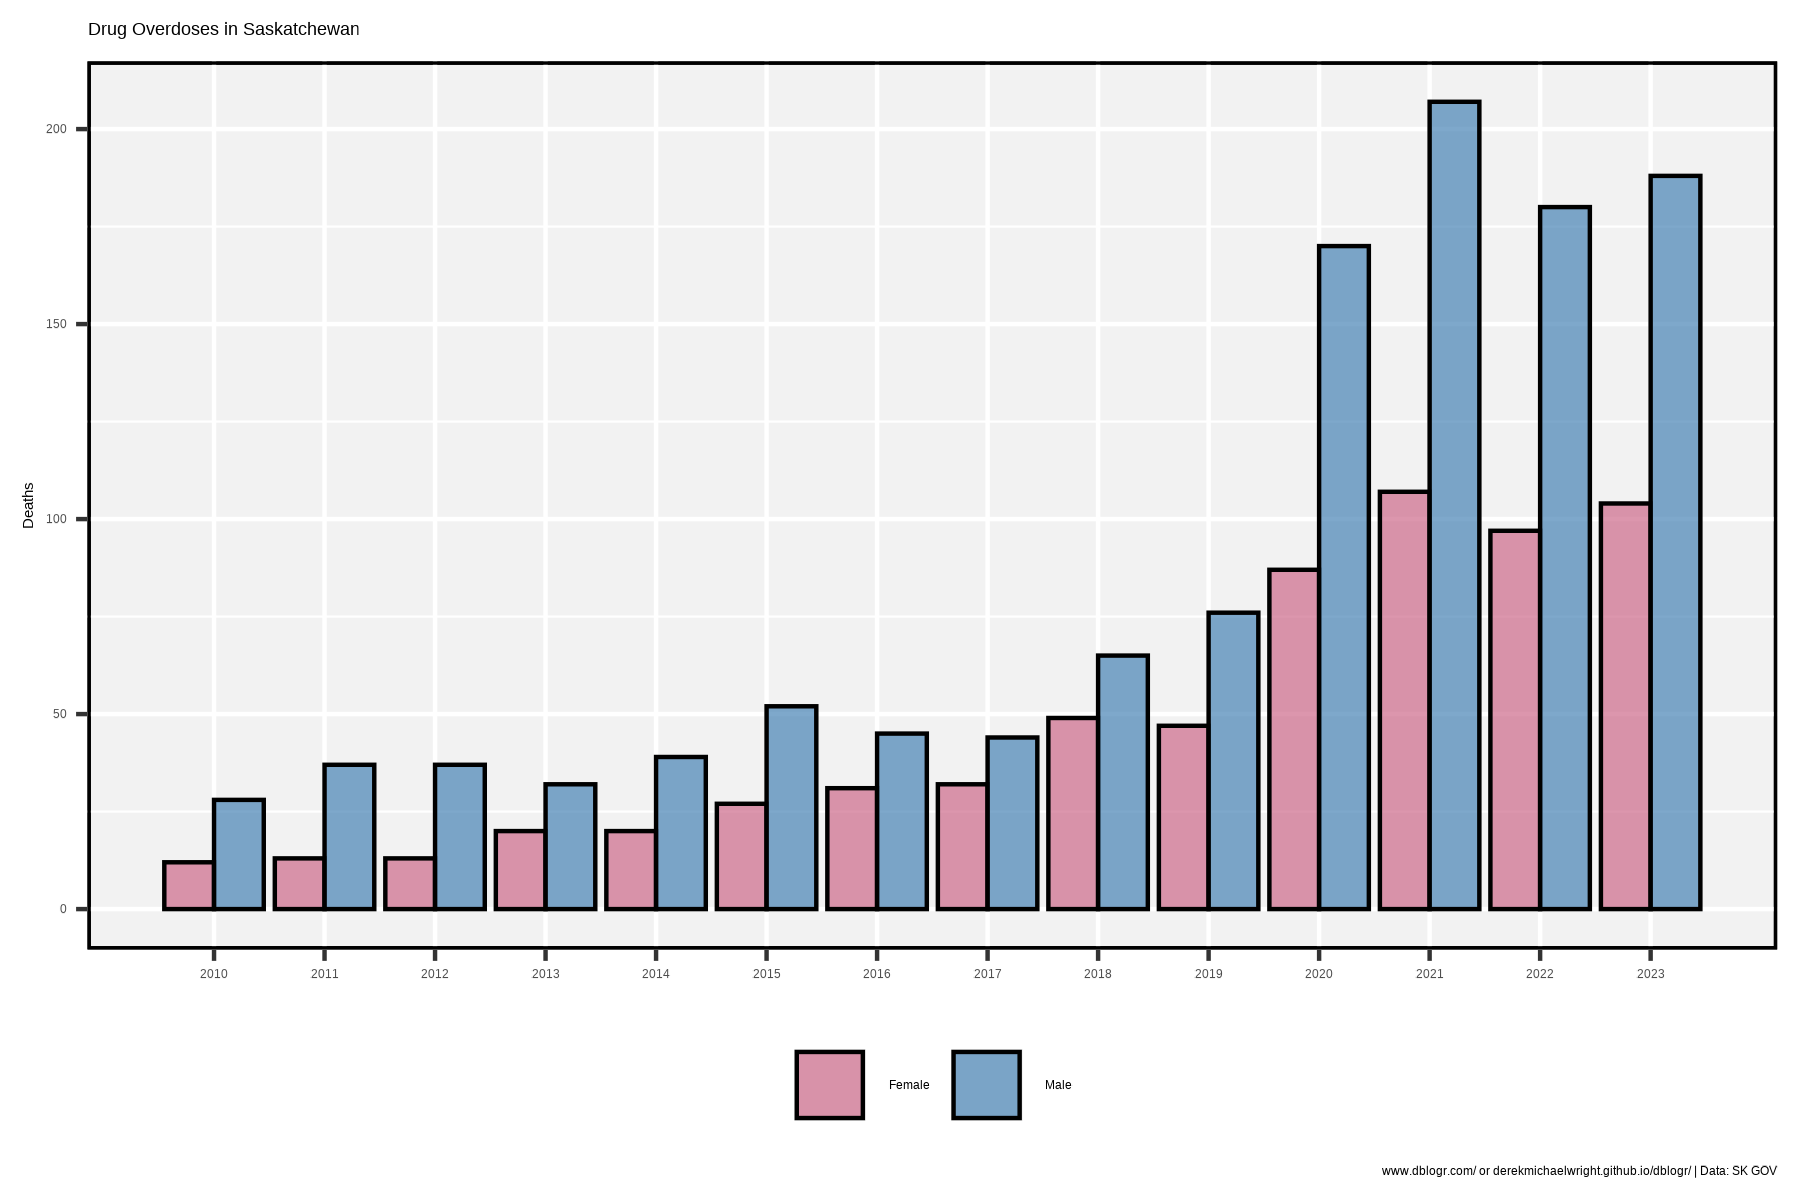 Drug Overdoses in Saskatchewan
Deaths
200
150
100
50
0
2010 2011 2012 2013 2014 2015 2016 2017 2018 2019 2020 2021 2022 2023
Female Male
www.dblogr.com/ or derekmichaelwright.github.io/dblogr/ | Data: SK GOV